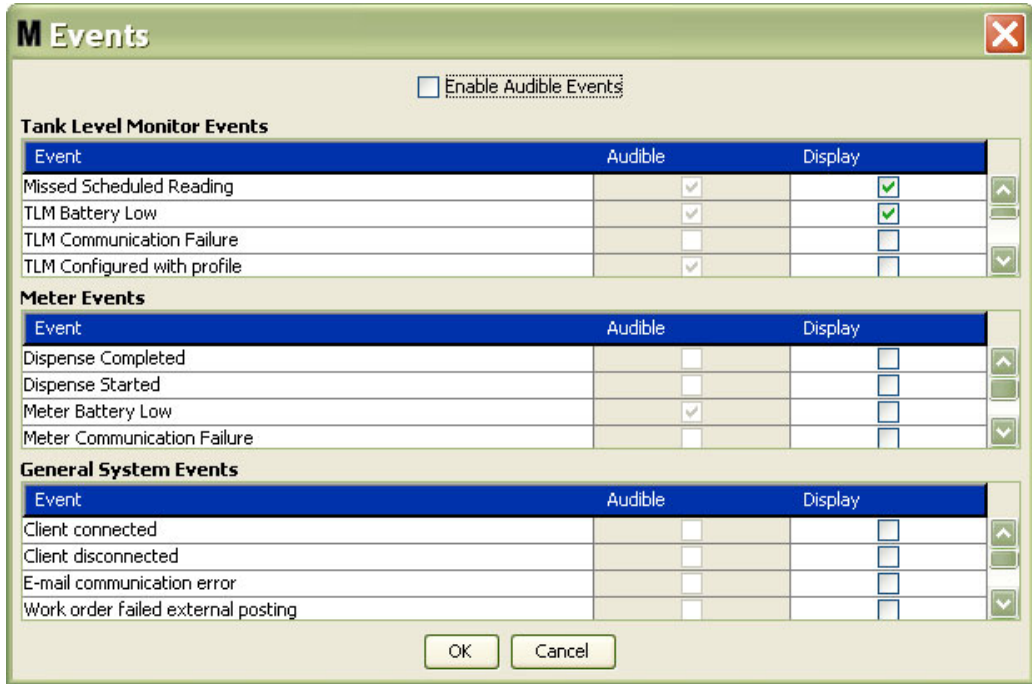 M Events
Enable Audible Events
Tank Level Monitor Events
Event Audible Display
Missed Scheduled Reading
TLM Battery Low
TLM Communication Failure
TLM Configured with profile
Meter Events
Event Audible Display
Dispense Completed
Dispense Started
Meter Battery Low
Meter Communication Failure
General System Events
Event Audible Display
Client connected
Client disconnected
E-mail communication error
Work order failed external posting
OK Cancel